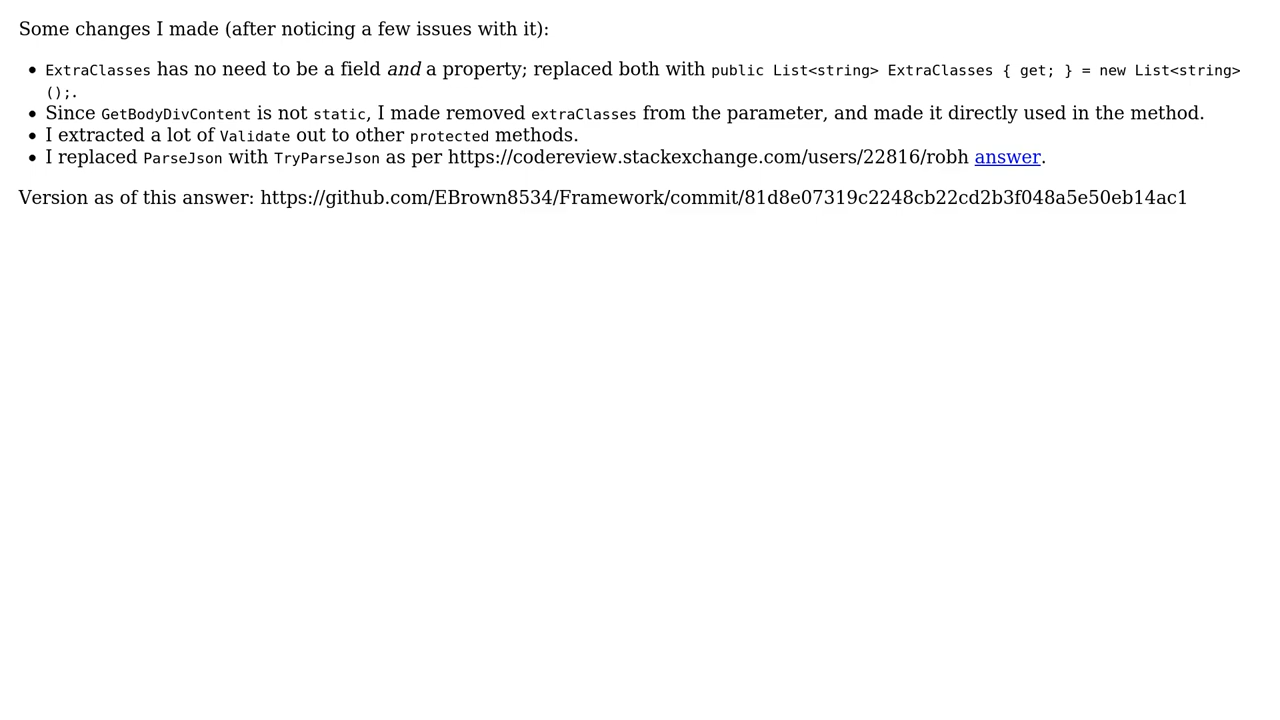 Some changes I made (after noticing a few issues with it):
ExtraClasses has no need to be a field and a property; replaced both with public List<string> ExtraClasses { get; } = new List<string>
();.
Since GetBodyDivContent is not static, I made removed extraClasses from the parameter, and made it directly used in the method.
I extracted a lot of Validate out to other protected methods.
I replaced ParseJson with TryParseJson as per https://codereview.stackexchange.com/users/22816/robh answer.
Version as of this answer: https://github.com/EBrown8534/Framework/commit/81d8e07319c2248cb22cd2b3f048a5e50eb14ac1